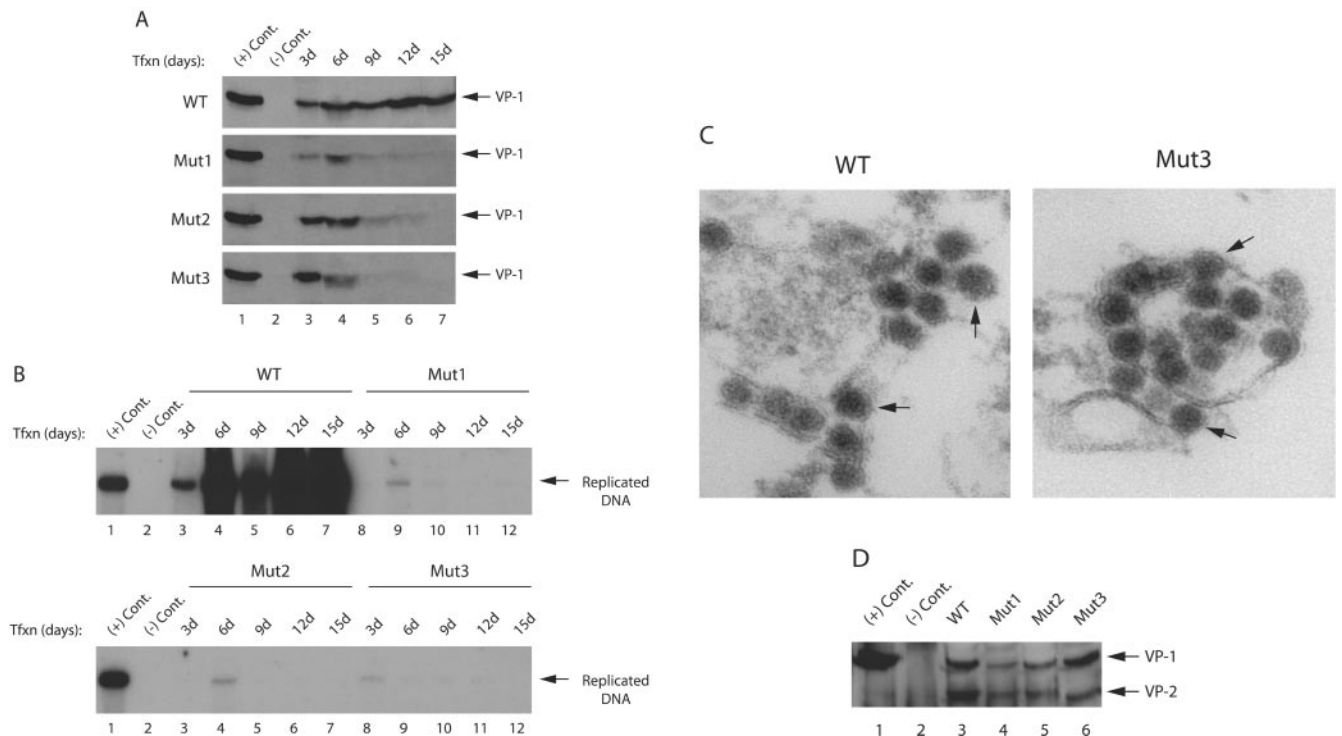 A
Tfxn (days): (+) Cont. (-) Cont. 3d 6d 9d 12d 15d
WT VP-1
Mut1 VP-1
Mut2 VP-1
Mut3 VP-1
1 2 3 4 5 6 7
B
WT Mut1
Tfxn (days): (+) Cont. (-) Cont. 3d 6d 9d 12d 15d 3d 6d 9d 12d 15d
Replicated
DNA
1 2 3 4 5 6 7 8 9 10 11 12
Mut2 Mut3
Tfxn (days): (+) Cont. (-) Cont. 3d 6d 9d 12d 15d 3d 6d 9d 12d 15d
Replicated
DNA
1 2 3 4 5 6 7 8 9 10 11 12
C
WT Mut3
D
(+) Cont. (-) Cont. WT Mut1 Mut2 Mut3
VP-1
VP-2
1 2 3 4 5 6